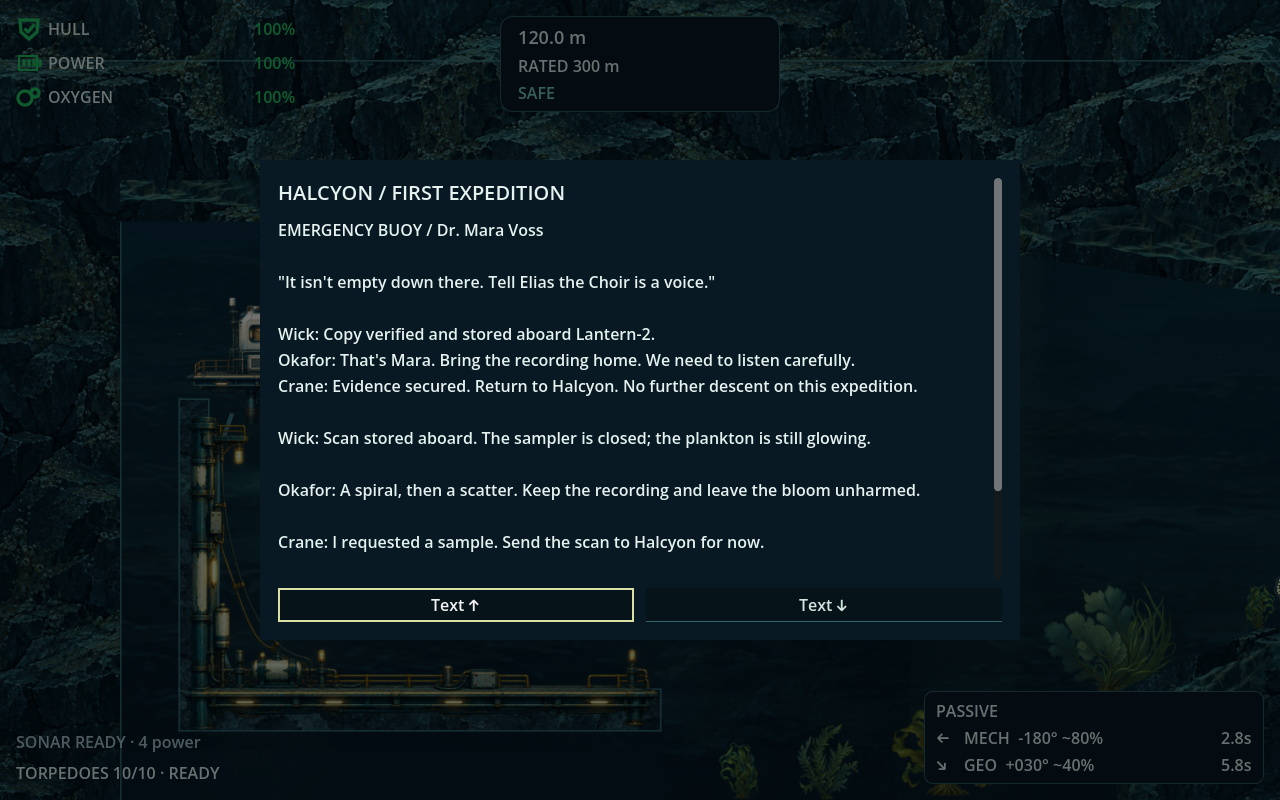 HULL 100%
POWER 100%
OXYGEN 100%
120.0 m
RATED 300 m
SAFE
HALCYON / FIRST EXPEDITION
EMERGENCY BUOY / Dr. Mara Voss
"It isn't empty down there. Tell Elias the Choir is a voice."
Wick: Copy verified and stored aboard Lantern-2.
Okafor: That's Mara. Bring the recording home. We need to listen carefully.
Crane: Evidence secured. Return to Halcyon. No further descent on this expedition.
Wick: Scan stored aboard. The sampler is closed; the plankton is still glowing.
Okafor: A spiral, then a scatter. Keep the recording and leave the bloom unharmed.
Crane: I requested a sample. Send the scan to Halcyon for now.
Text ↑ Text ↓
SONAR READY · 4 power
TORPEDOES 10/10 · READY
PASSIVE
← MECH -180° ~80% 2.8s
↘ GEO +030° ~40% 5.8s